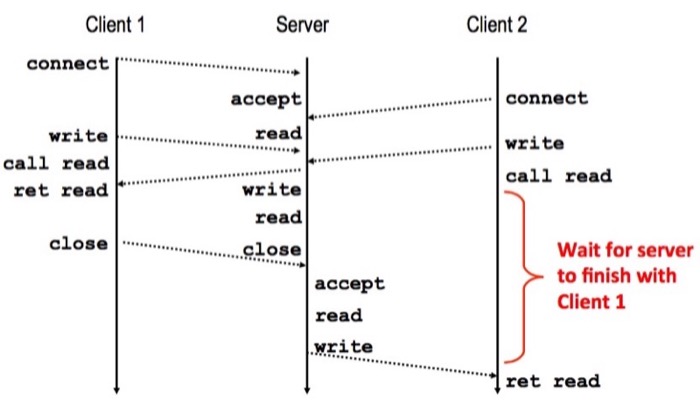 Client 1
Server
Client 2
connect
accept
connect
write
read
write
call read
call read
ret read
write
read
close
close
Wait for server
to finish with
Client 1
accept
read
write
ret read